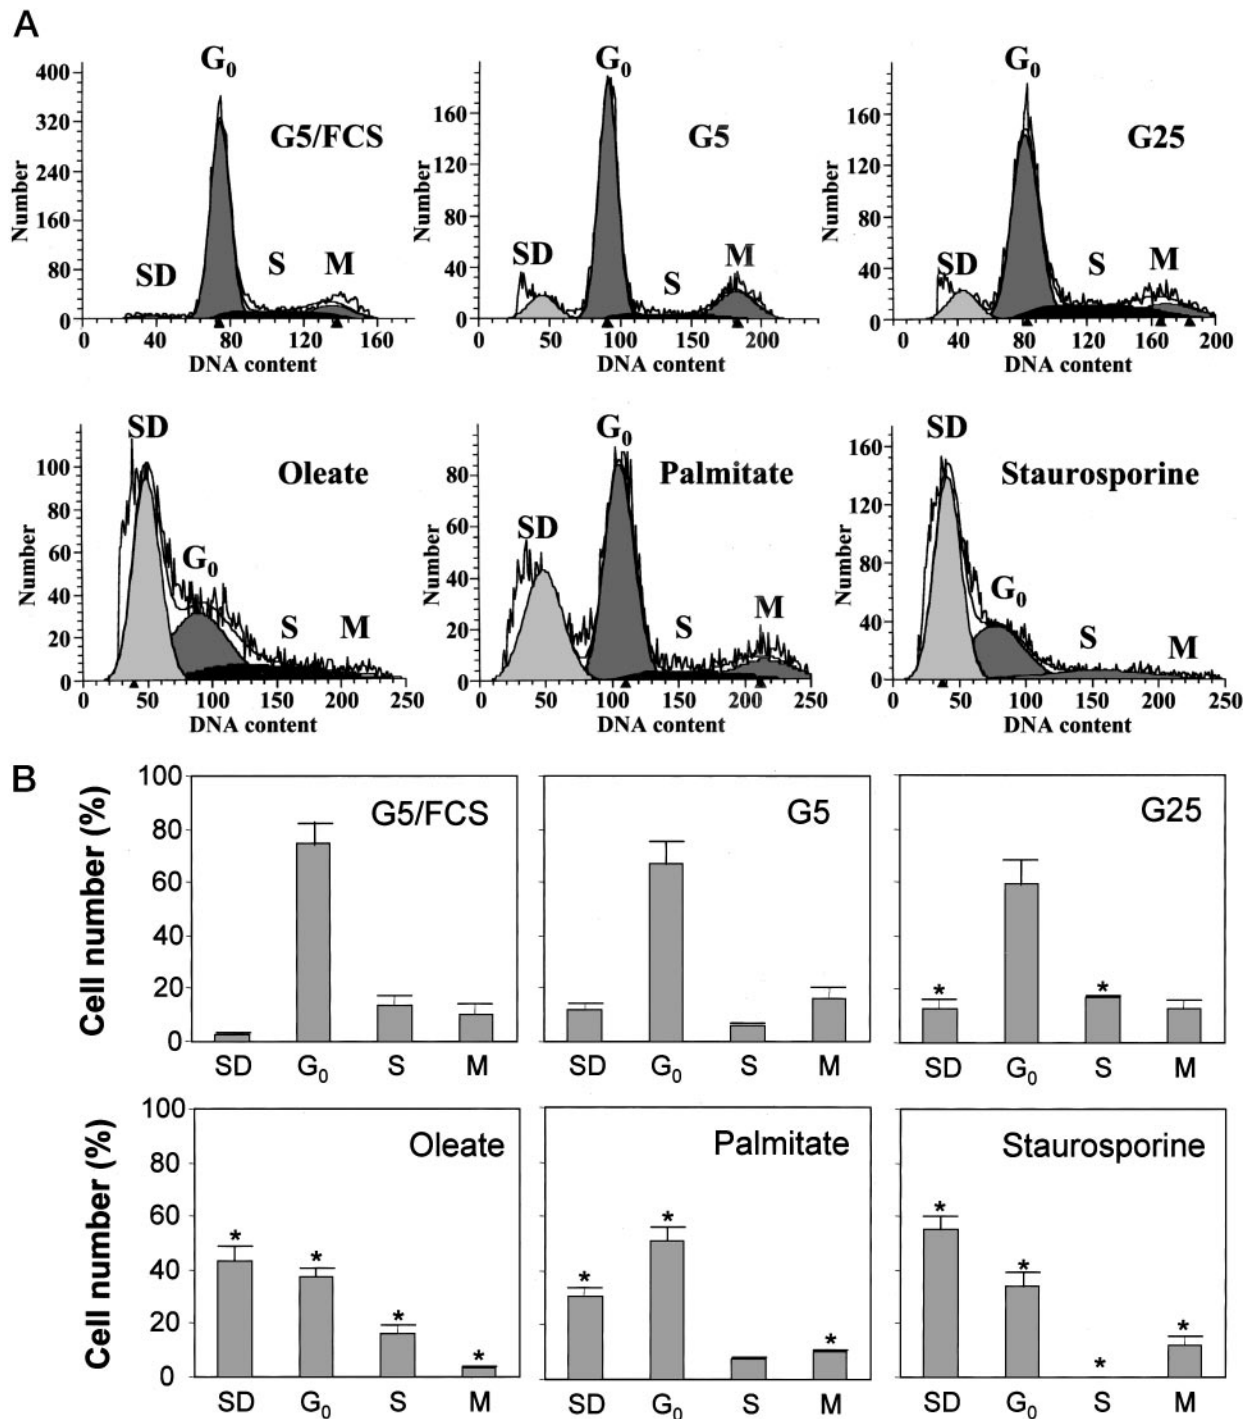 A
G0 G0 G0
400 160 160
G5/FCS G5 G25
320 120 120
240 80 80
160 SD S M SD S M
80 SD S M 40 40
0 0 0
Number Number Number
40 80 120 160 0 50 100 150 200 0 40 80 120 160 200
DNA content DNA content DNA content
SD G0 SD
100 Oleate 80 Palmitate 160 Staurosporine
80 60 SD 120
60 G0 40 80 G0
40 S M 20 S M 40 S M
20 0 0
0
Number Number Number
0 50 100 150 200 250 0 50 100 150 200 250 0 50 100 150 200 250
DNA content DNA content DNA content
B
Cell number (%)
100
80 G5/FCS G5 G25
60
40
20 * *
0
SD G0 S M SD G0 S M SD G0 S M
Cell number (%)
100
80 Oleate Palmitate Staurosporine
60 * *
40 * * * *
20 * * *
0 * *
SD G0 S M SD G0 S M SD G0 S M